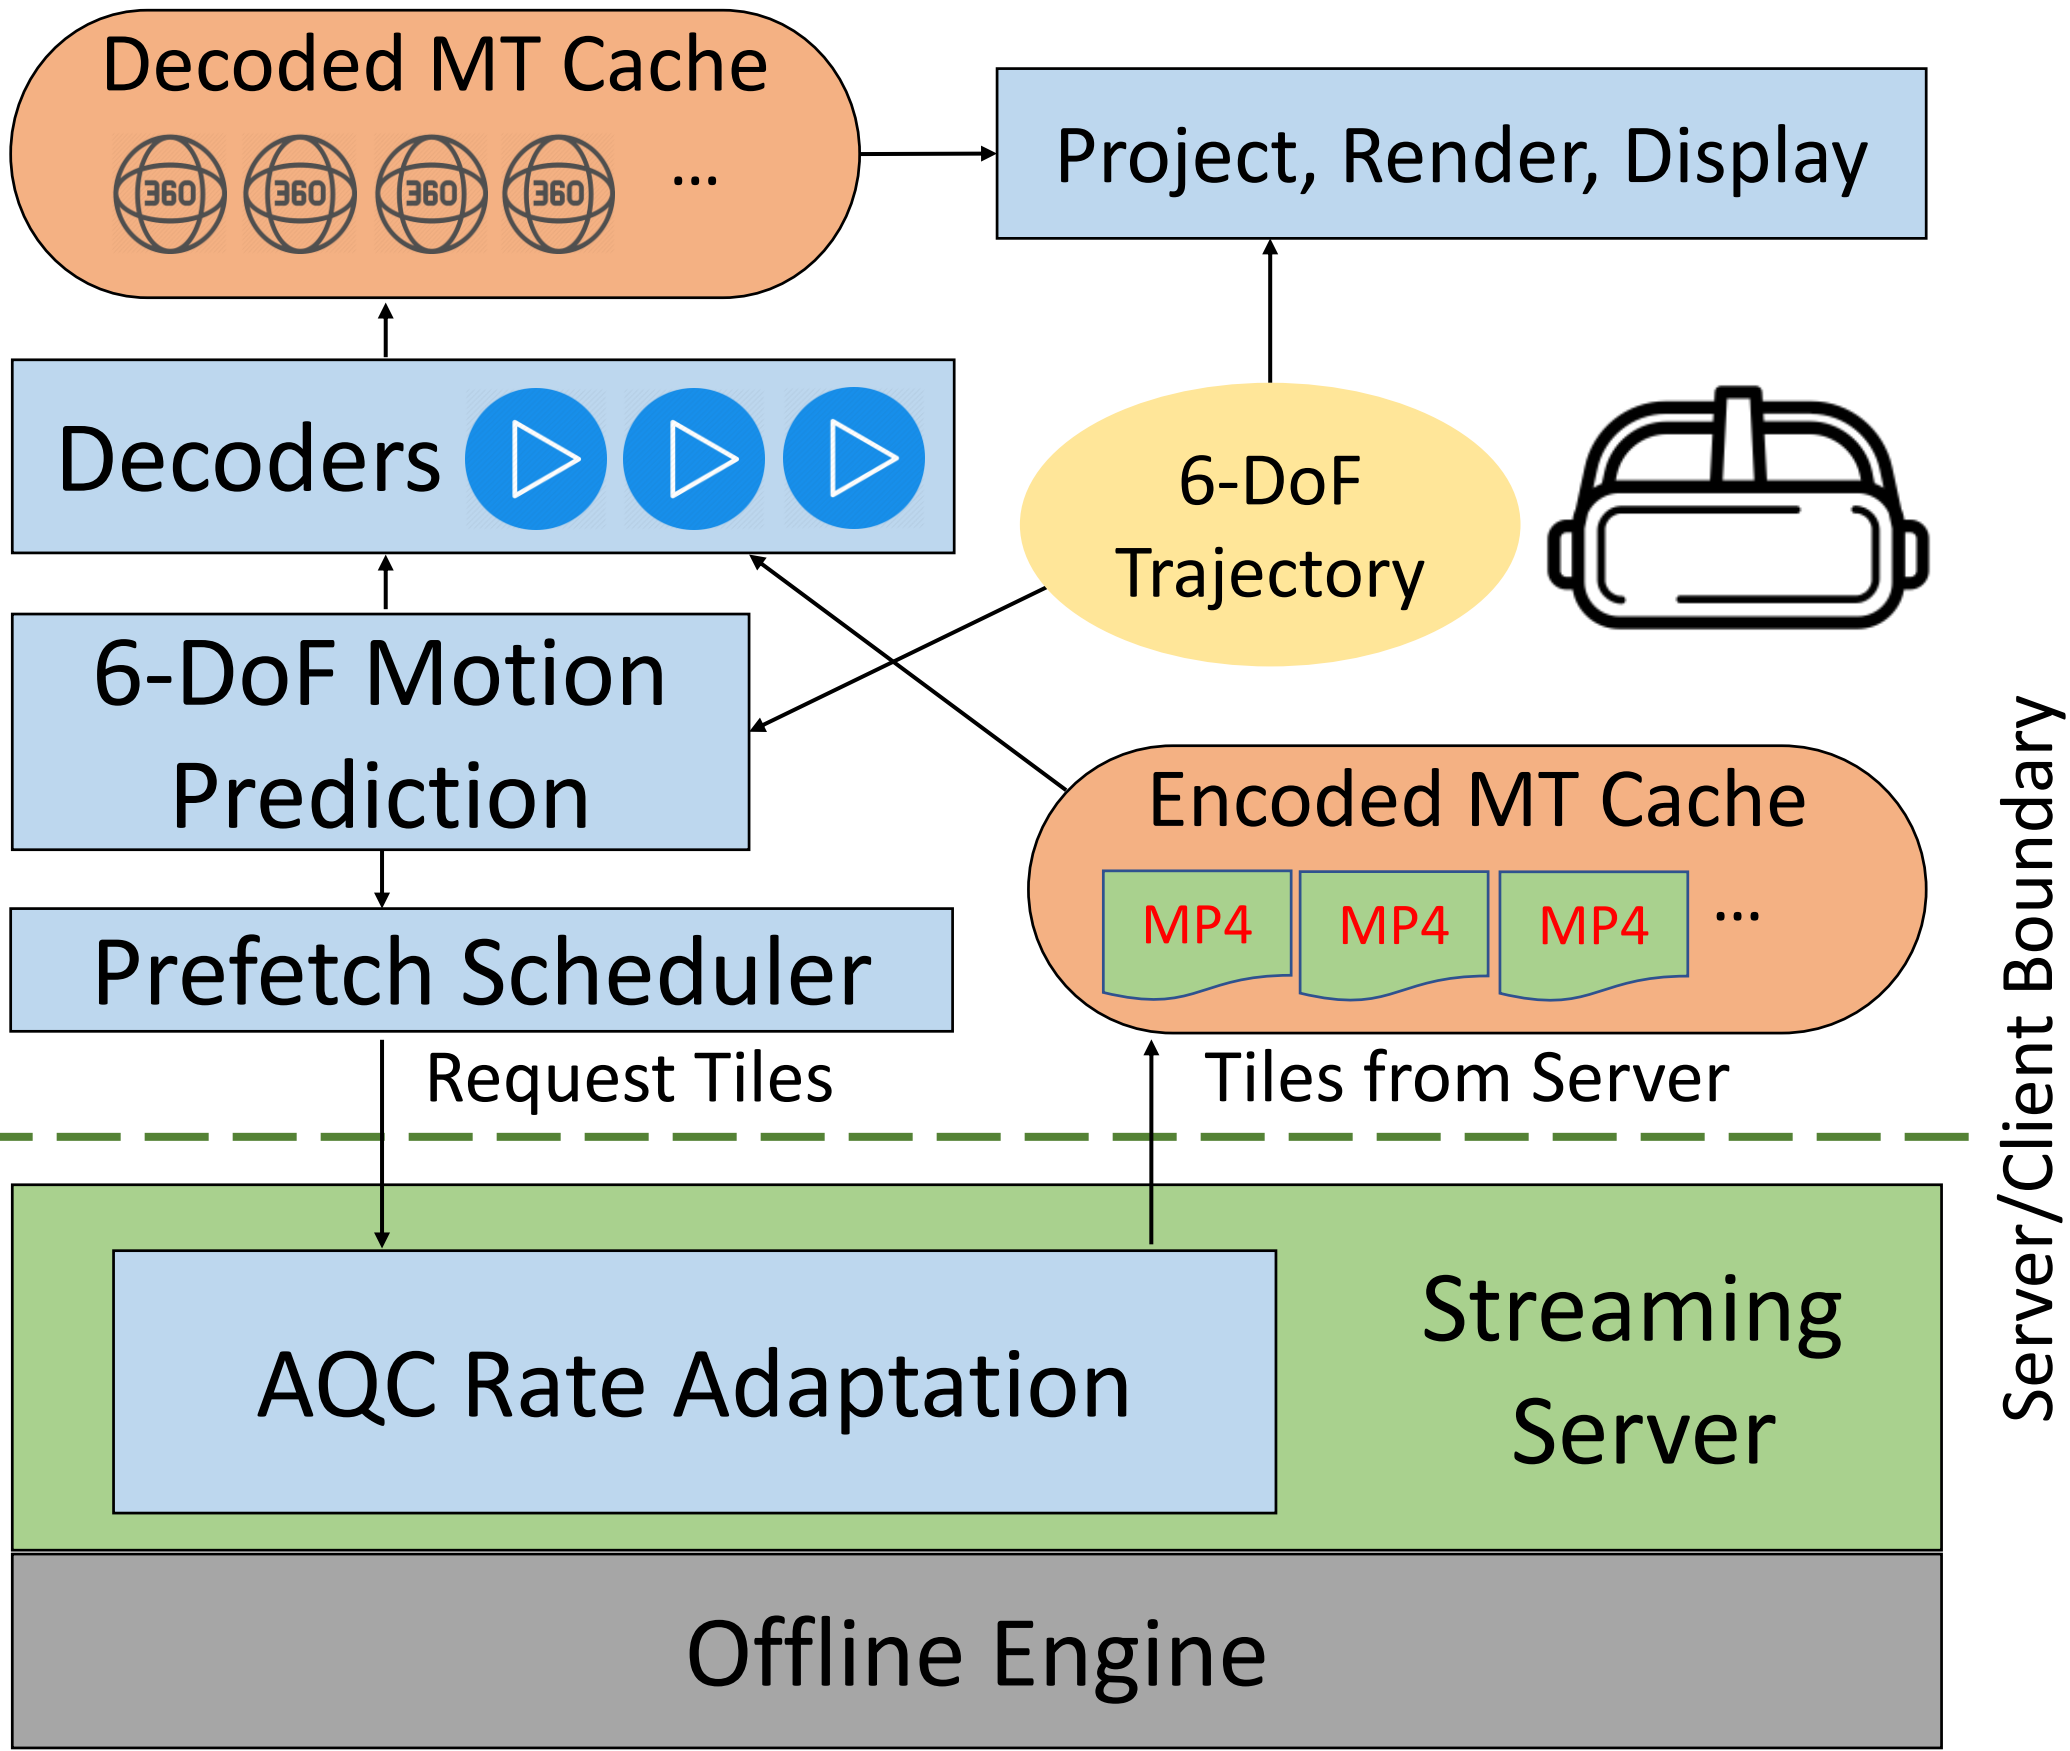 Decoded MT Cache
360 360 360 360 ...
Project, Render, Display
Decoders
6-DoF
Trajectory
6-DoF Motion
Prediction
Encoded MT Cache
MP4 MP4 MP4 ...
Prefetch Scheduler
Request Tiles
Tiles from Server
Server/Client Boundary
AQC Rate Adaptation
Streaming
Server
Offline Engine